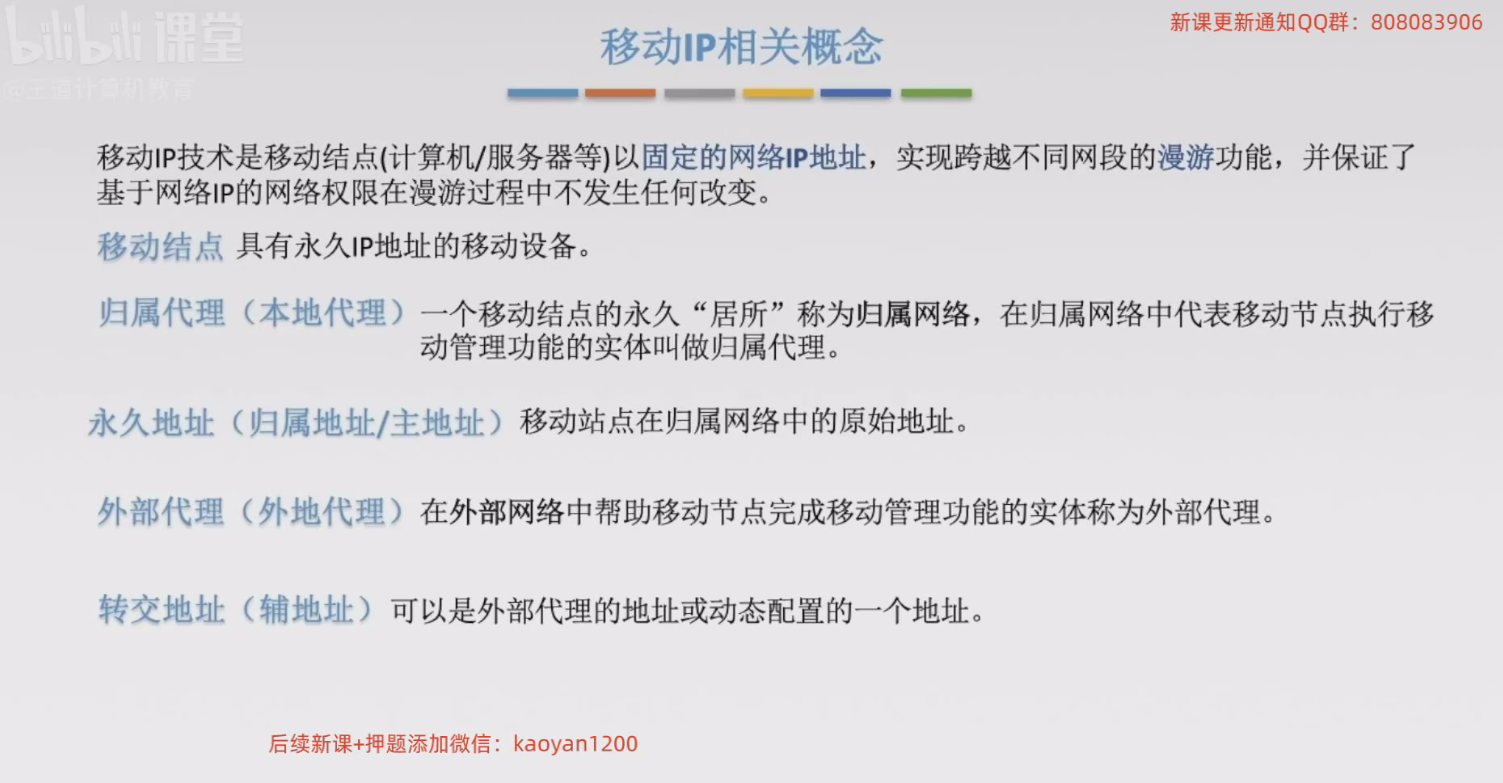 bilibili 课堂
@王道计算机教育
新课更新通知QQ群：808083906
移动IP相关概念
移动IP技术是移动结点(计算机/服务器等)以固定的网络IP地址，实现跨越不同网段的漫游功能，并保证了
基于网络IP的网络权限在漫游过程中不发生任何改变。
移动结点 具有永久IP地址的移动设备。
归属代理（本地代理）一个移动结点的永久“居所”称为归属网络，在归属网络中代表移动节点执行移
动管理功能的实体叫做归属代理。
永久地址（归属地址/主地址）移动站点在归属网络中的原始地址。
外部代理（外地代理）在外部网络中帮助移动节点完成移动管理功能的实体称为外部代理。
转交地址（辅地址）可以是外部代理的地址或动态配置的一个地址。
后续新课+押题添加微信：kaoyan1200